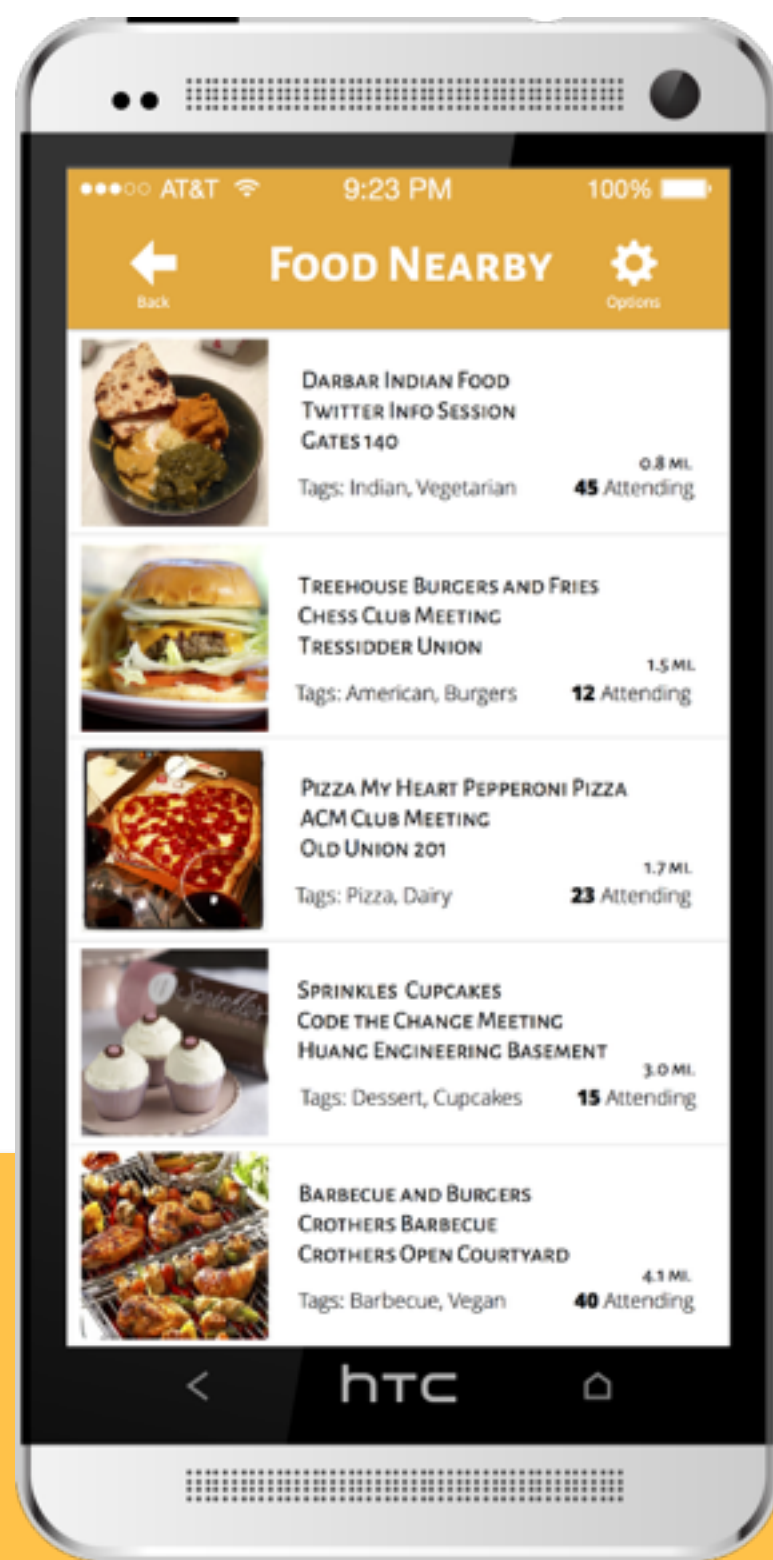 AT&T 9:23 PM 100%
FOOD NEARBY
Back
Options
DARBAR INDIAN FOOD
TWITTER INFO SESSION
GATES 140
0.8 MI.
Tags: Indian, Vegetarian 45 Attending
TREEHOUSE BURGERS AND FRIES
CHESS CLUB MEETING
TRESSIDDER UNION
1.5 MI.
Tags: American, Burgers 12 Attending
PIZZA MY HEART PEPPERONI PIZZA
ACM CLUB MEETING
OLD UNION 201
1.7 MI.
Tags: Pizza, Dairy 23 Attending
Sprinkles
SPRINKLES CUPCAKES
CODE THE CHANGE MEETING
HUANG ENGINEERING BASEMENT
3.0 MI.
Tags: Dessert, Cupcakes 15 Attending
BARBECUE AND BURGERS
CROTHERS BARBECUE
CROTHERS OPEN COURTYARD
4.1 MI.
Tags: Barbecue, Vegan 40 Attending
hTC